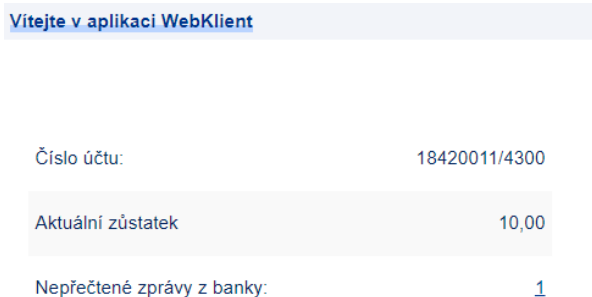 Vítejte v aplikaci WebKlient
Číslo účtu: 18420011/4300
Aktuální zůstatek 10,00
Nepřečtené zprávy z banky: 1